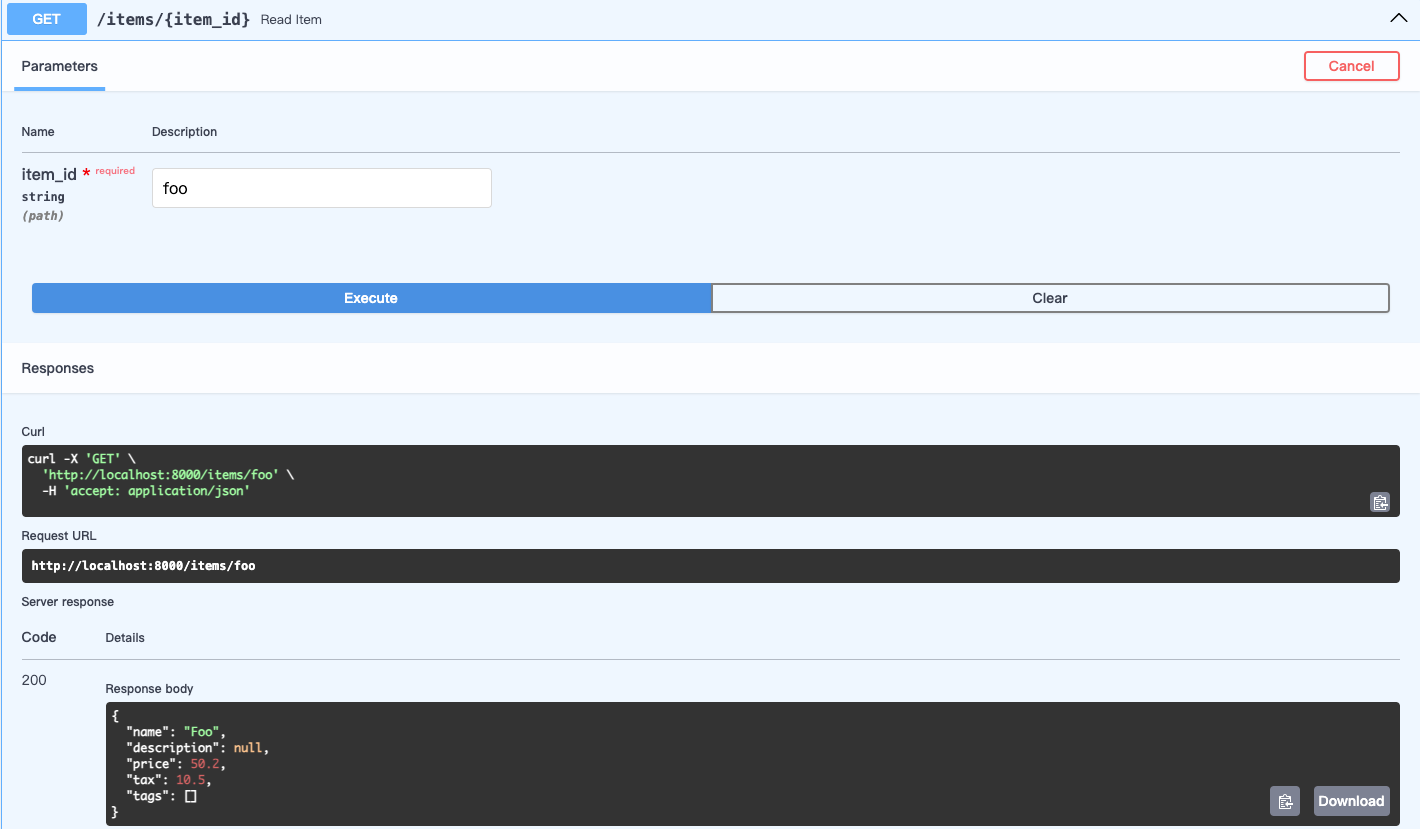 GET /items/{item_id} Read Item
Parameters
Cancel
Name Description
item_id * required
string
(path)
foo
Execute Clear
Responses
Curl
curl -X 'GET' \
  'http://localhost:8000/items/foo' \
  -H 'accept: application/json'
Request URL
http://localhost:8000/items/foo
Server response
Code Details
200
Response body
{
  "name": "Foo",
  "description": null,
  "price": 50.2,
  "tax": 10.5,
  "tags": []
}
Download